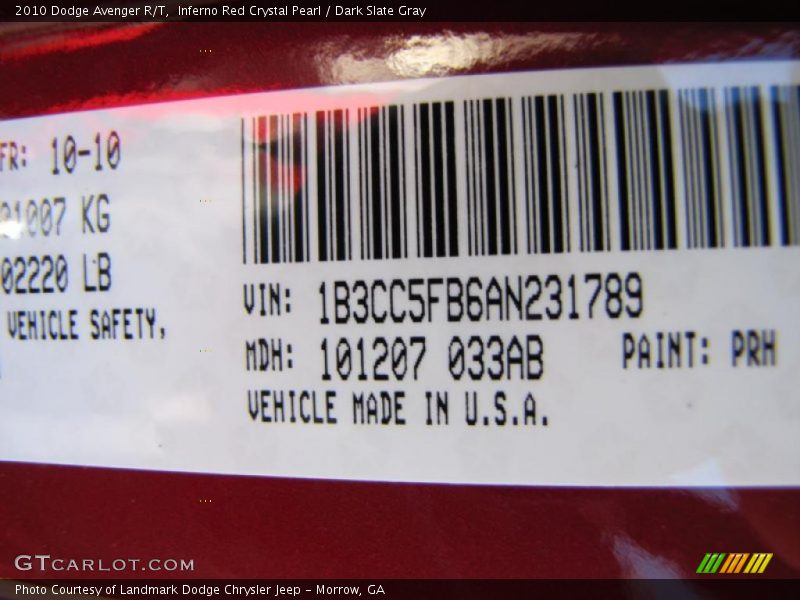 2010 Dodge Avenger R/T, Inferno Red Crystal Pearl / Dark Slate Gray
FR: 10-10
01007 KG
02220 LB
VEHICLE SAFETY,
VIN: 1B3CC5FB6AN231789
MDH: 101207 033AB
PAINT: PRH
VEHICLE MADE IN U.S.A.
GTCARLOT.COM
Photo Courtesy of Landmark Dodge Chrysler Jeep - Morrow, GA